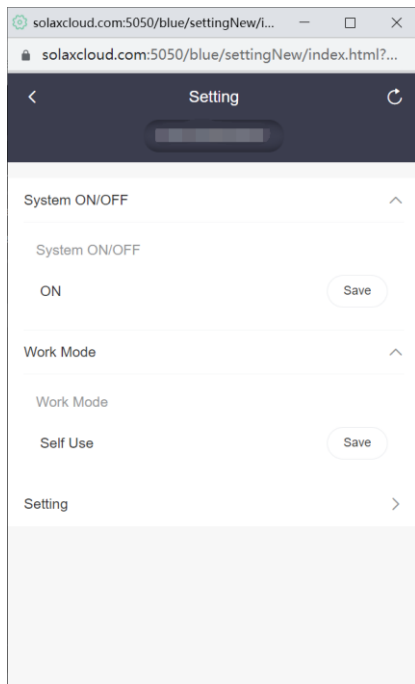 solaxcloud.com:5050/blue/settingNew/i...
solaxcloud.com:5050/blue/settingNew/index.html?...
Setting
System ON/OFF
System ON/OFF
ON Save
Work Mode
Work Mode
Self Use Save
Setting